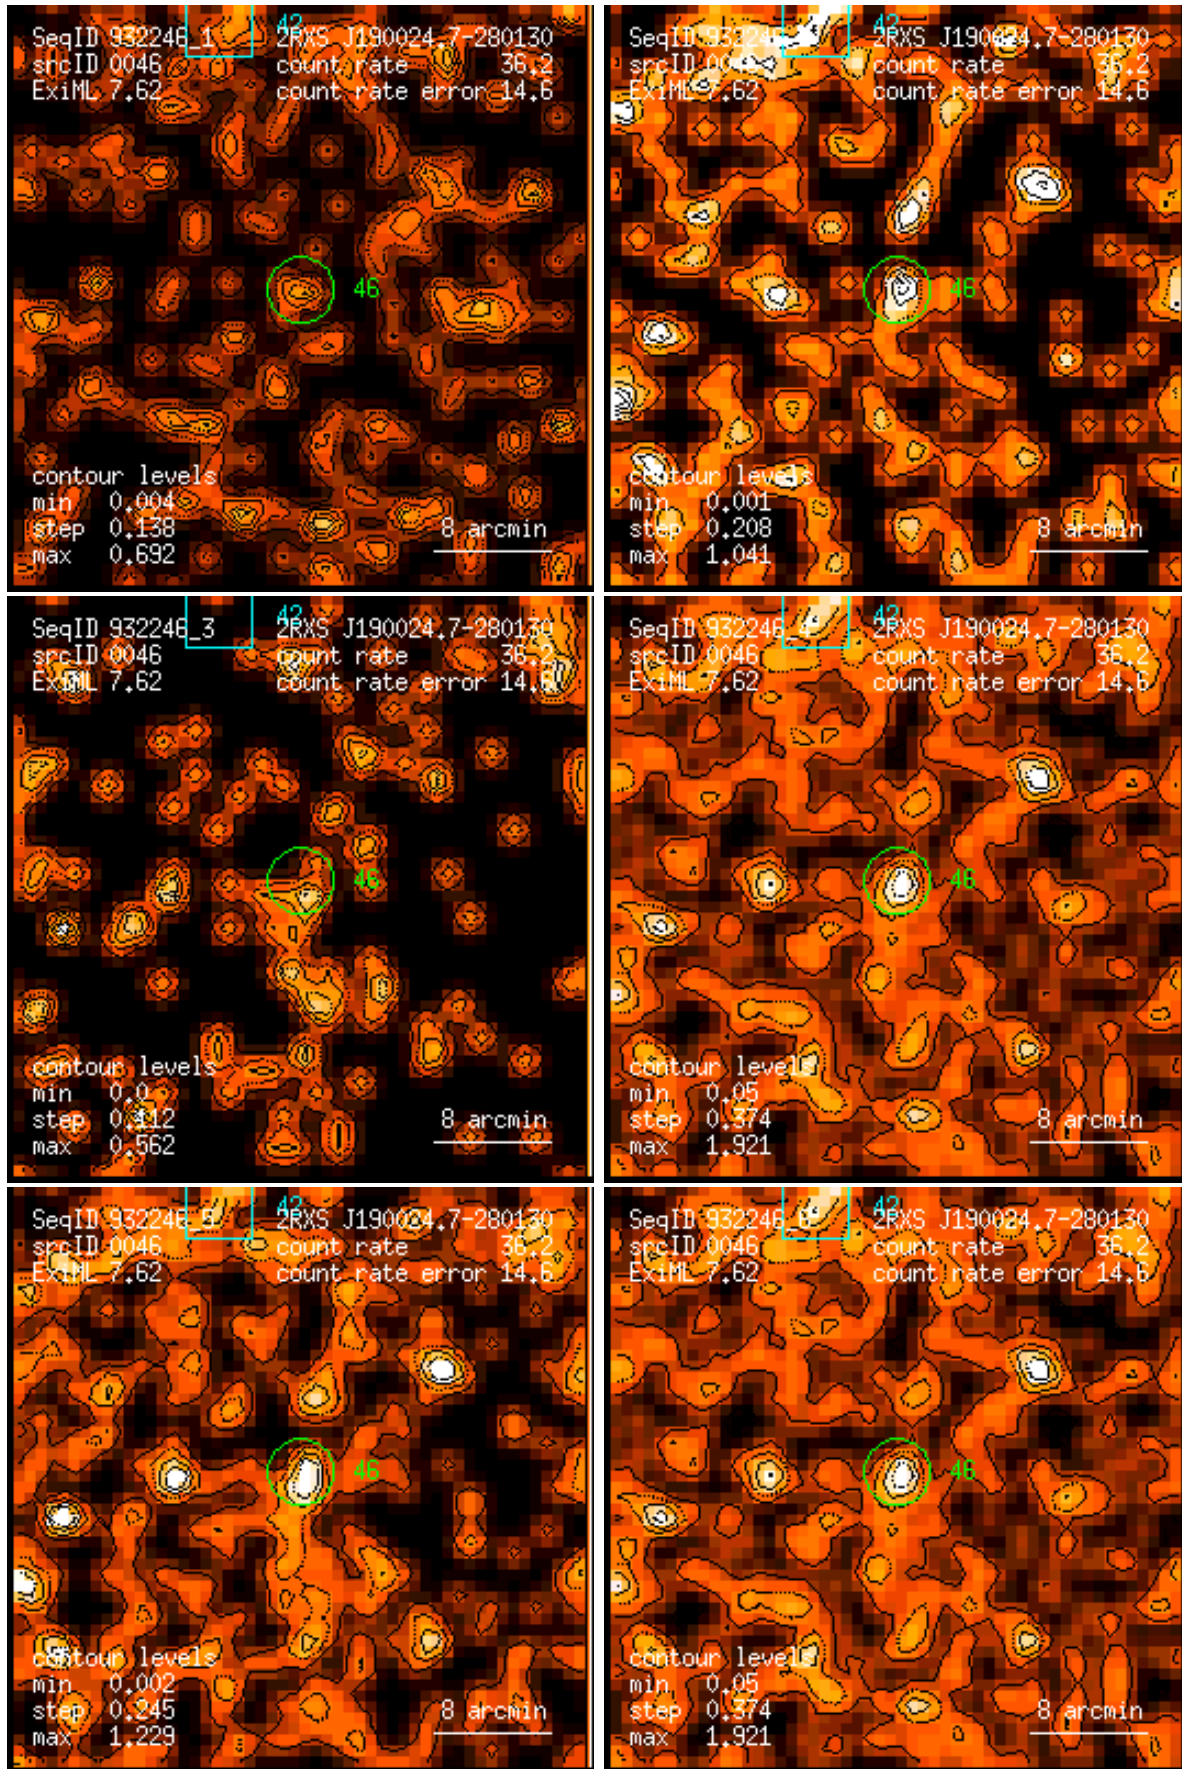 42
SeqID 932246_1 2RXS J190024.7-280130
srcID 0046 count rate 36.2
ExiML 7.62 count rate error 14.6
46
contour levels
min 0.004
step 0.138 8 arcmin
max 0.692
42
SeqID 932246 2RXS J190024.7-280130
srcID 0046 count rate 36.2
ExiML 7.62 count rate error 14.6
46
contour levels
min 0.001
step 0.208 8 arcmin
max 1.041
42
SeqID 932246_3 2RXS J190024.7-280130
srcID 0046 count rate 36.2
ExiML 7.62 count rate error 14.6
46
contour levels
min 0.0
step 0.112 8 arcmin
max 0.562
42
SeqID 932246_4 2RXS J190024.7-280130
srcID 0046 count rate 36.2
ExiML 7.62 count rate error 14.6
46
contour levels
min 0.05
step 0.374 8 arcmin
max 1.921
42
SeqID 932246_5 2RXS J190024.7-280130
srcID 0046 count rate 36.2
ExiML 7.62 count rate error 14.6
46
contour levels
min 0.002
step 0.245 8 arcmin
max 1.229
42
SeqID 932246_6 2RXS J190024.7-280130
srcID 0046 count rate 36.2
ExiML 7.62 count rate error 14.6
46
contour levels
min 0.05
step 0.374 8 arcmin
max 1.921